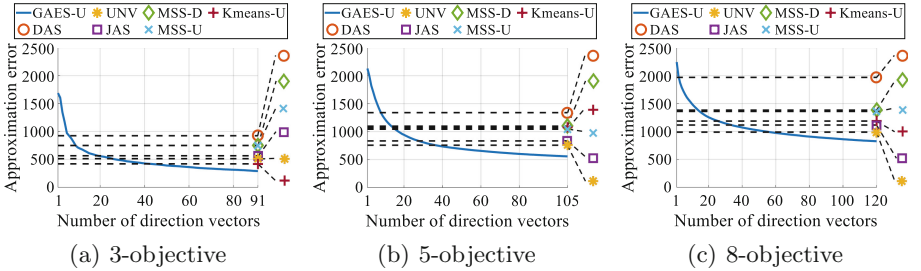 GAES-U UNV MSS-D Kmeans-U
DAS JAS MSS-U
Approximation error
2500
2000
1500
1000
500
0
1 20 40 60 80 91
Number of direction vectors
(a) 3-objective
GAES-U UNV MSS-D Kmeans-U
DAS JAS MSS-U
Approximation error
2500
2000
1500
1000
500
0
1 20 40 60 80 105
Number of direction vectors
(b) 5-objective
GAES-U UNV MSS-D Kmeans-U
DAS JAS MSS-U
Approximation error
2500
2000
1500
1000
500
0
1 20 40 60 80 100 120
Number of direction vectors
(c) 8-objective